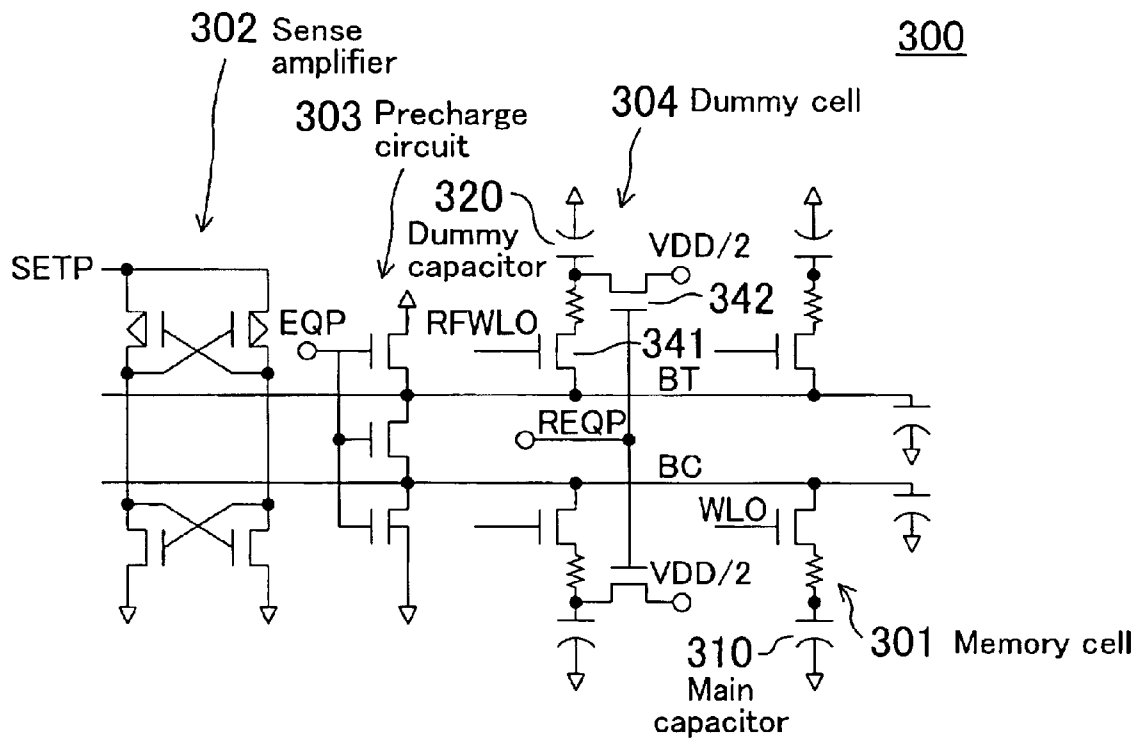 302 Sense
amplifier
300
303 Precharge
circuit
304 Dummy cell
320
Dummy
capacitor
VDD/2
SETP
342
EQP
RFWLO
341
BT
REQP
BC
WLO
VDD/2
310
Main
capacitor
301 Memory cell